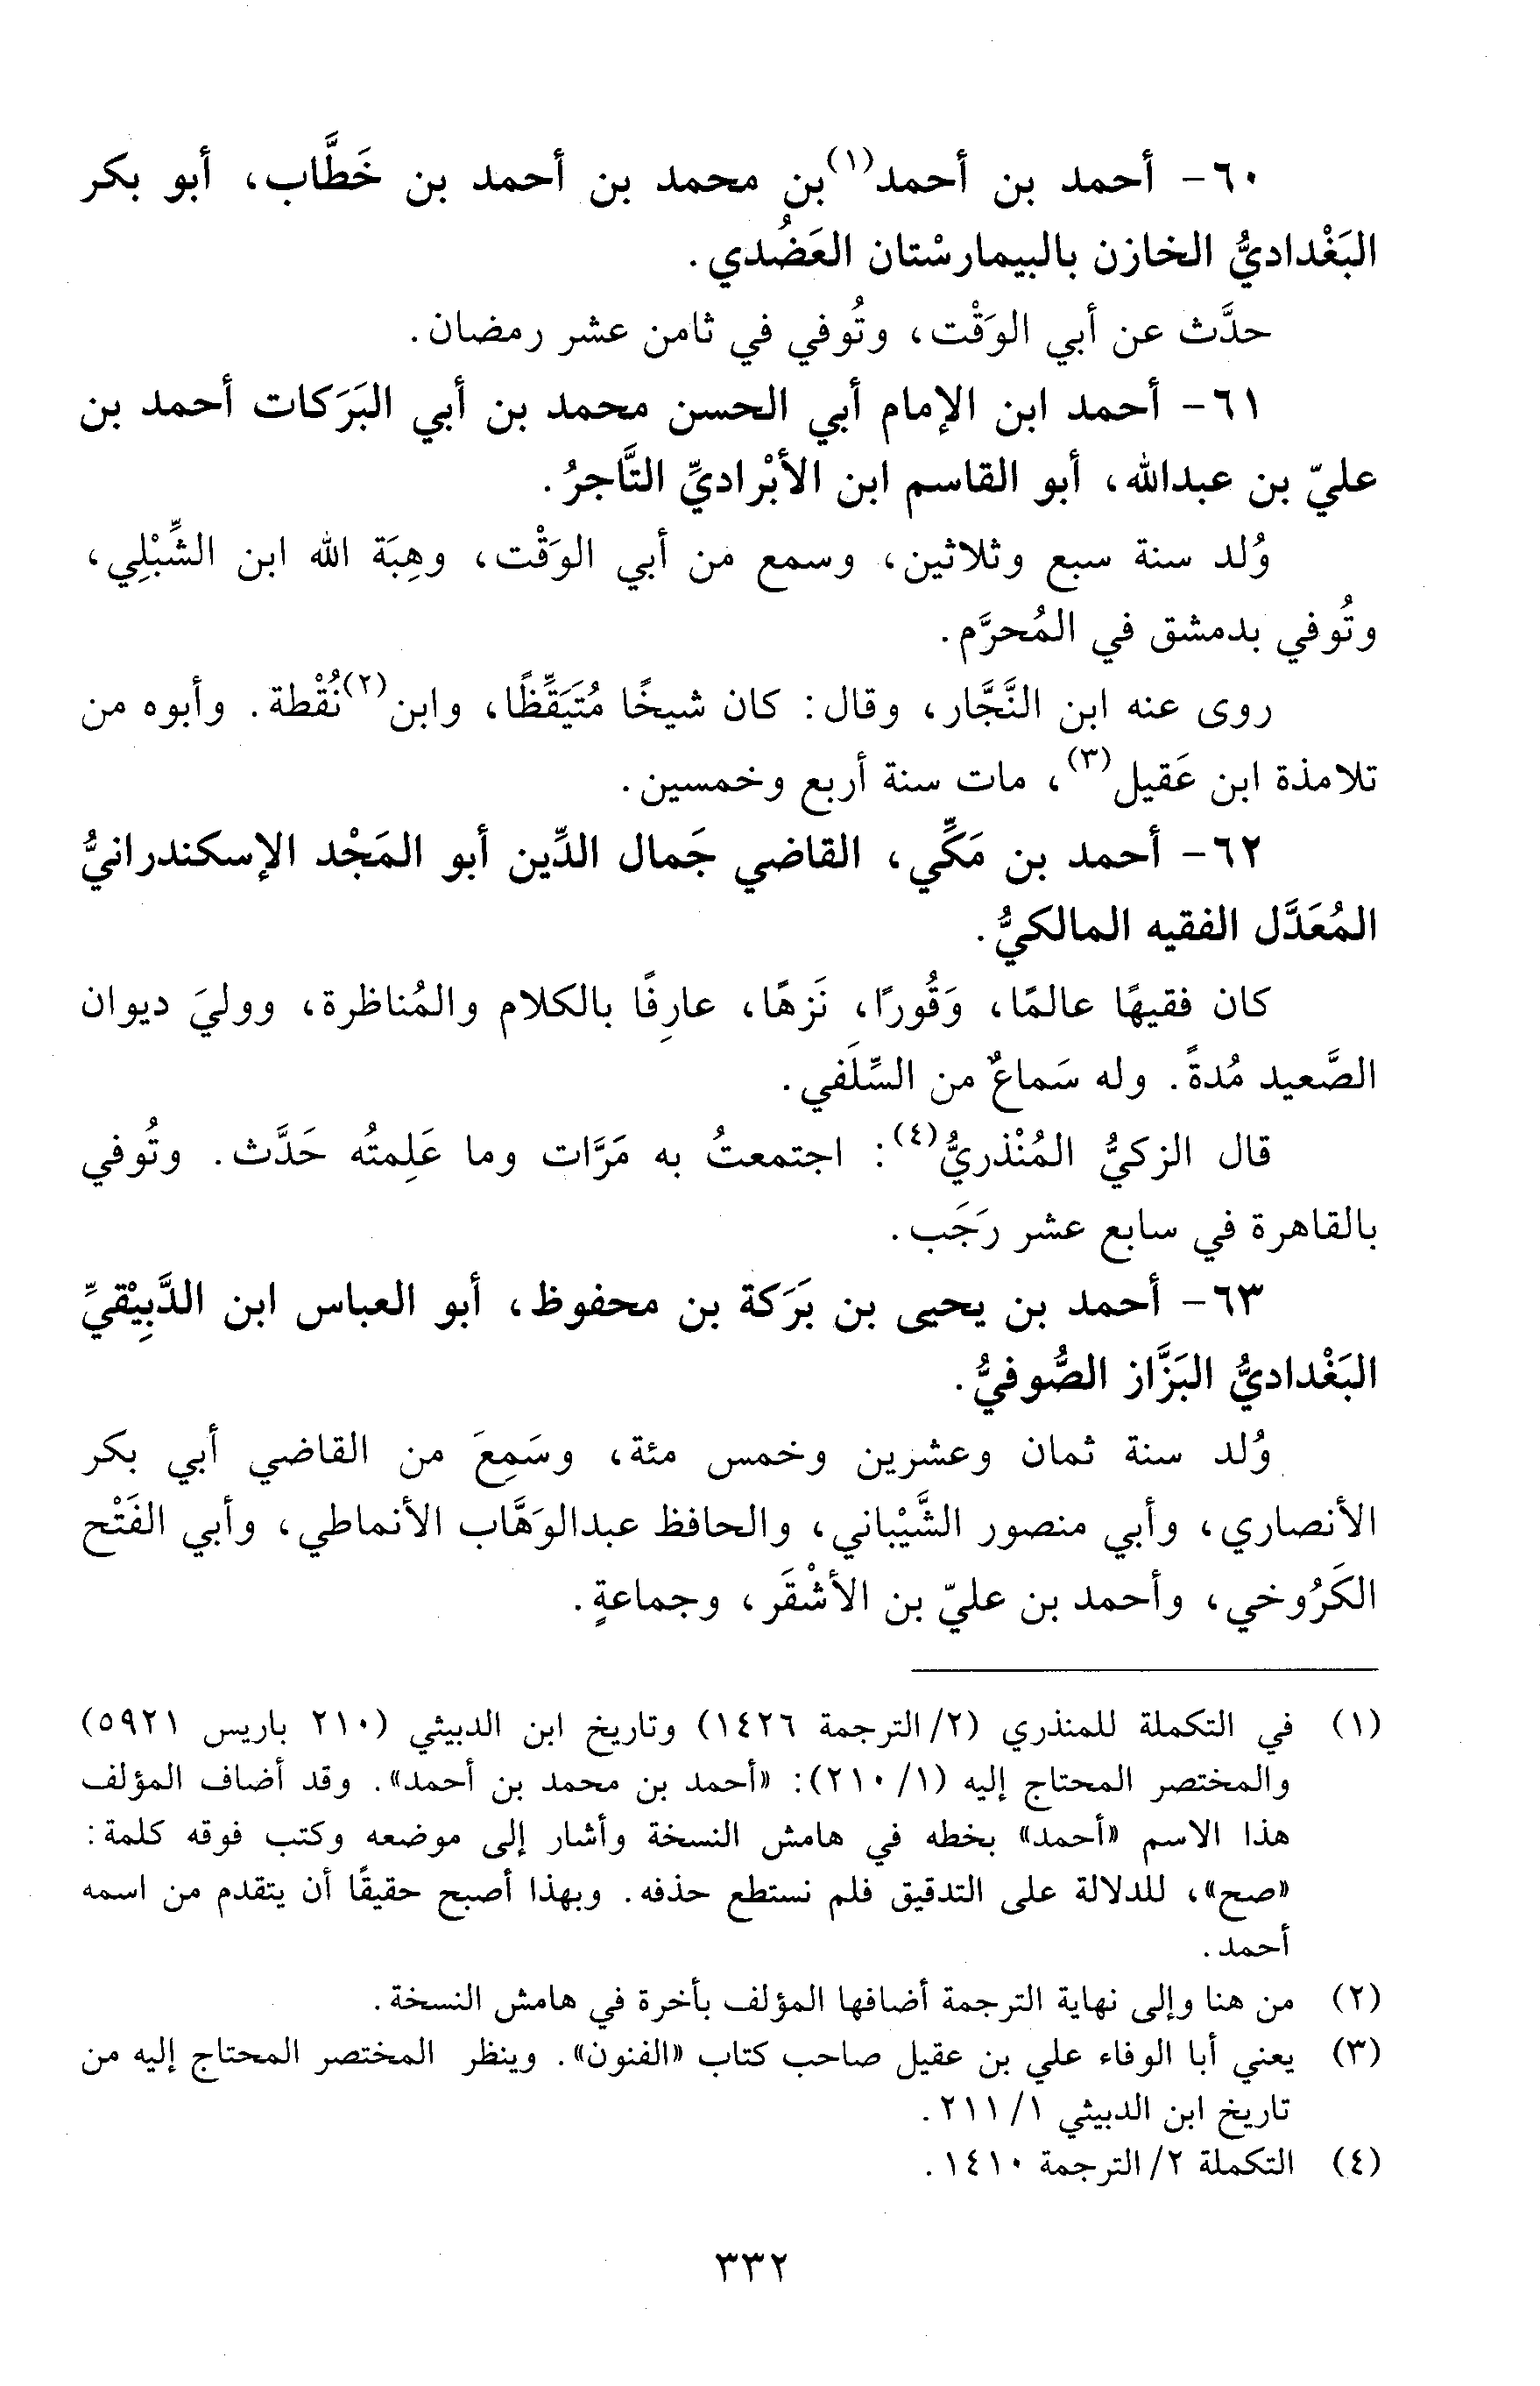 ٦٠- أحمد بن أحمد(١) بن محمد بن أحمد بن خَطَّاب، أبو بكر
البَغْداديُّ الخازن بالبيمارسْتان العَضُدي.
حدَّث عن أبي الوَقْت، وتُوفي في ثامن عشر رمضان.
٦١- أحمد ابن الإمام أبي الحسن محمد بن أبي البَرَكات أحمد بن
عليّ بن عبدالله، أبو القاسم ابن الأبْراديِّ التَّاجرُ.
وُلد سنة سبع وثلاثين، وسمع من أبي الوَقْت، وهِبَة الله ابن الشِّبْلِي،
وتُوفي بدمشق في المُحرَّم.
روى عنه ابن النَّجَّار، وقال: كان شيخًا مُتَيَقِّظًا، وابن(٢) نُقْطة. وأبوه من
تلامذة ابن عَقيل(٣)، مات سنة أربع وخمسين.
٦٢- أحمد بن مَكِّي، القاضي جَمال الدِّين أبو المَجْد الإسكندرانيُّ
المُعَدَّل الفقيه المالكيُّ.
كان فقيهًا عالمًا، وَقُورًا، نَزهًا، عارِفًا بالكلام والمُناظرة، ووليَ ديوان
الصَّعيد مُدةً. وله سَماعٌ من السِّلَفي.
قال الزكيُّ المُنْذريُّ(٤): اجتمعتُ به مَرَّات وما عَلِمتُه حَدَّث. وتُوفي
بالقاهرة في سابع عشر رَجَب.
٦٣- أحمد بن يحيى بن بَرَكة بن محفوظ، أبو العباس ابن الدَّبِيْقيِّ
البَغْداديُّ البَزَّاز الصُّوفيُّ.
وُلد سنة ثمان وعشرين وخمس مئة، وسَمِعَ من القاضي أبي بكر
الأنصاري، وأبي منصور الشَّيْباني، والحافظ عبدالوَهَّاب الأنماطي، وأبي الفَتْح
الكَرُوخي، وأحمد بن عليّ بن الأشْقَر، وجماعةٍ.
(١) في التكملة للمنذري (٢/ الترجمة ١٤٢٦) وتاريخ ابن الدبيثي (٢١٠ باريس ٥٩٢١)
والمختصر المحتاج إليه (١/ ٢١٠): «أحمد بن محمد بن أحمد». وقد أضاف المؤلف
هذا الاسم «أحمد» بخطه في هامش النسخة وأشار إلى موضعه وكتب فوقه كلمة:
«صح»، للدلالة على التدقيق فلم نستطع حذفه. وبهذا أصبح حقيقًا أن يتقدم من اسمه
أحمد.
(٢) من هنا وإلى نهاية الترجمة أضافها المؤلف بأخرة في هامش النسخة.
(٣) يعني أبا الوفاء علي بن عقيل صاحب كتاب «الفنون». وينظر المختصر المحتاج إليه من
تاريخ ابن الدبيثي ١/ ٢١١.
(٤) التكملة ٢/ الترجمة ١٤١٠.
٣٣٢